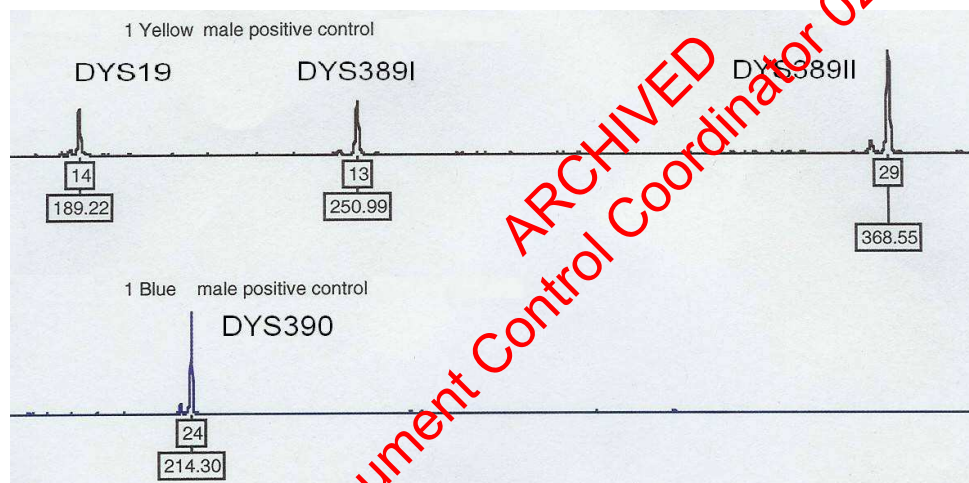 1 Yellow male positive control
DYS19 DYS389I DYS389II
14 13 29
189.22 250.99 368.55
1 Blue male positive control
DYS390
24
214.30
ARCHIVED
Control Coordinator